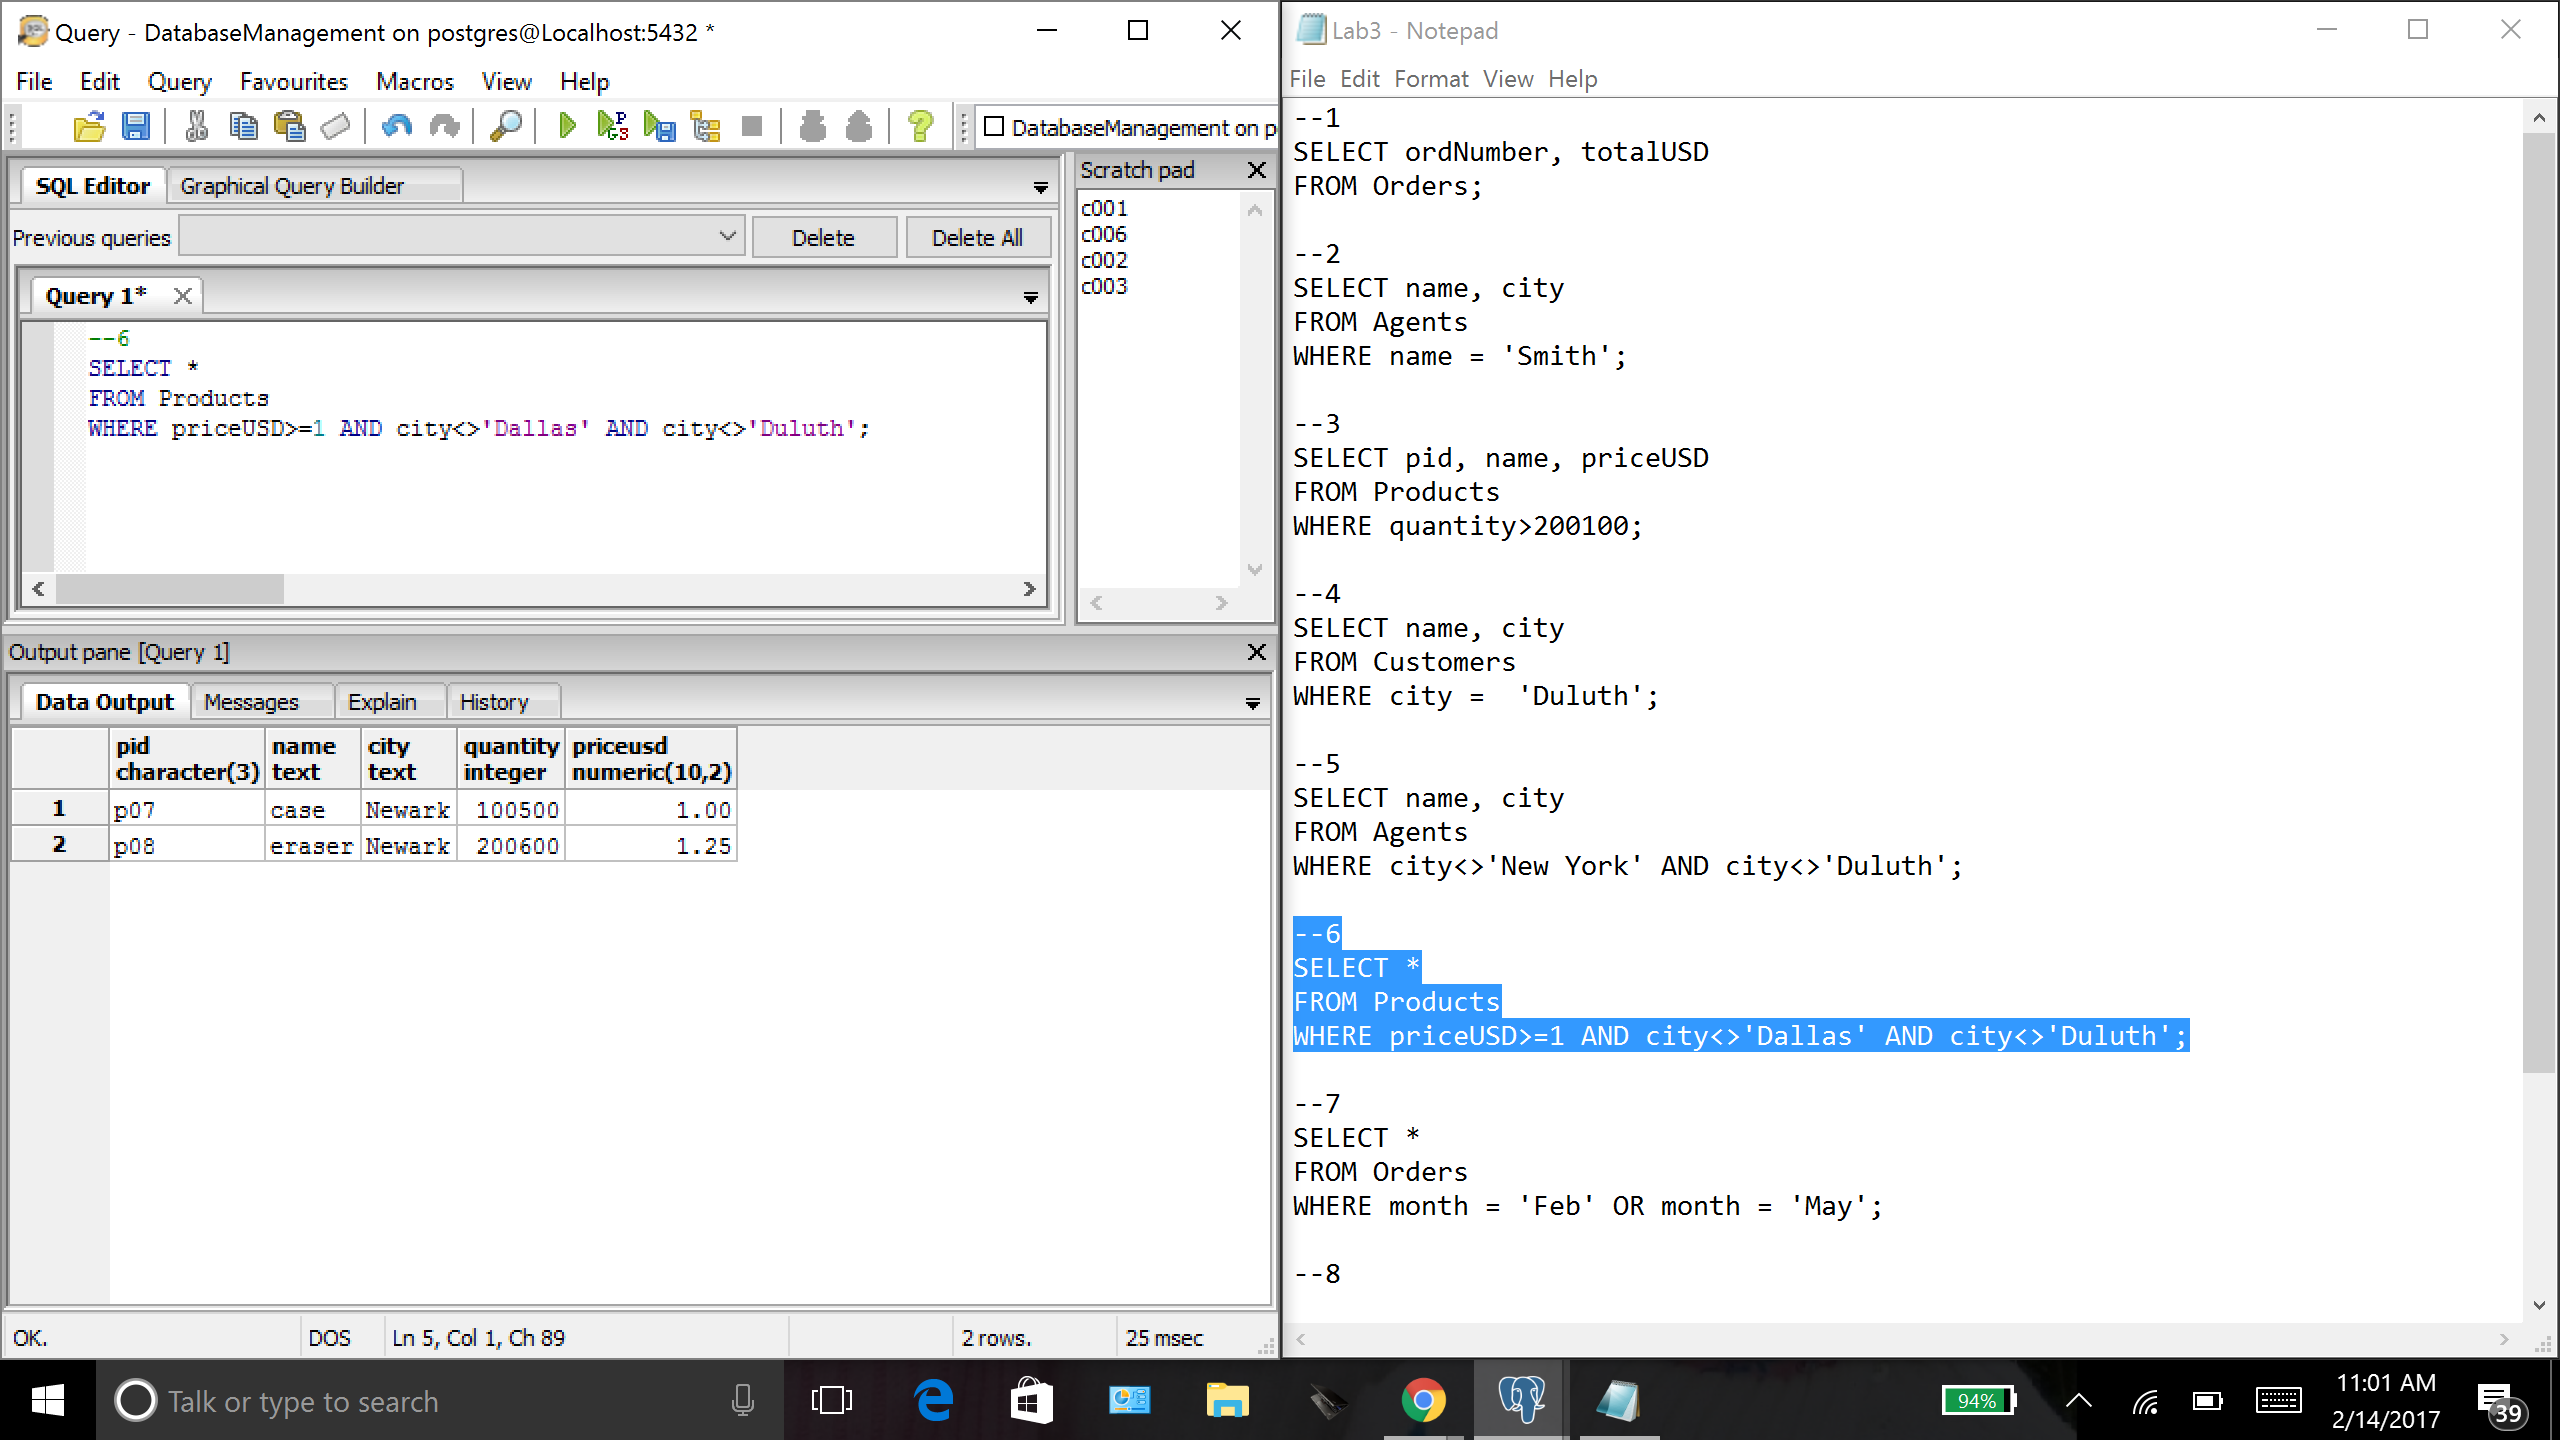 Query - DatabaseManagement on postgres@Localhost:5432 *
File Edit Query Favourites Macros View Help
DatabaseManagement on p
SQL Editor Graphical Query Builder
Previous queries Delete Delete All
Query 1*
--6
SELECT *
FROM Products
WHERE priceUSD>=1 AND city<>'Dallas' AND city<>'Duluth';
Scratch pad
c001
c006
c002
c003
Output pane [Query 1]
Data Output Messages Explain History
pid name city quantity priceusd
character(3) text text integer numeric(10,2)
1 p07 case Newark 100500 1.00
2 p08 eraser Newark 200600 1.25
OK. DOS Ln 5, Col 1, Ch 89 2 rows. 25 msec
Lab3 - Notepad
File Edit Format View Help
--1
SELECT ordNumber, totalUSD
FROM Orders;
--2
SELECT name, city
FROM Agents
WHERE name = 'Smith';
--3
SELECT pid, name, priceUSD
FROM Products
WHERE quantity>200100;
--4
SELECT name, city
FROM Customers
WHERE city =  'Duluth';
--5
SELECT name, city
FROM Agents
WHERE city<>'New York' AND city<>'Duluth';
--6
SELECT *
FROM Products
WHERE priceUSD>=1 AND city<>'Dallas' AND city<>'Duluth';
--7
SELECT *
FROM Orders
WHERE month = 'Feb' OR month = 'May';
--8
Talk or type to search
94%
11:01 AM
2/14/2017
39